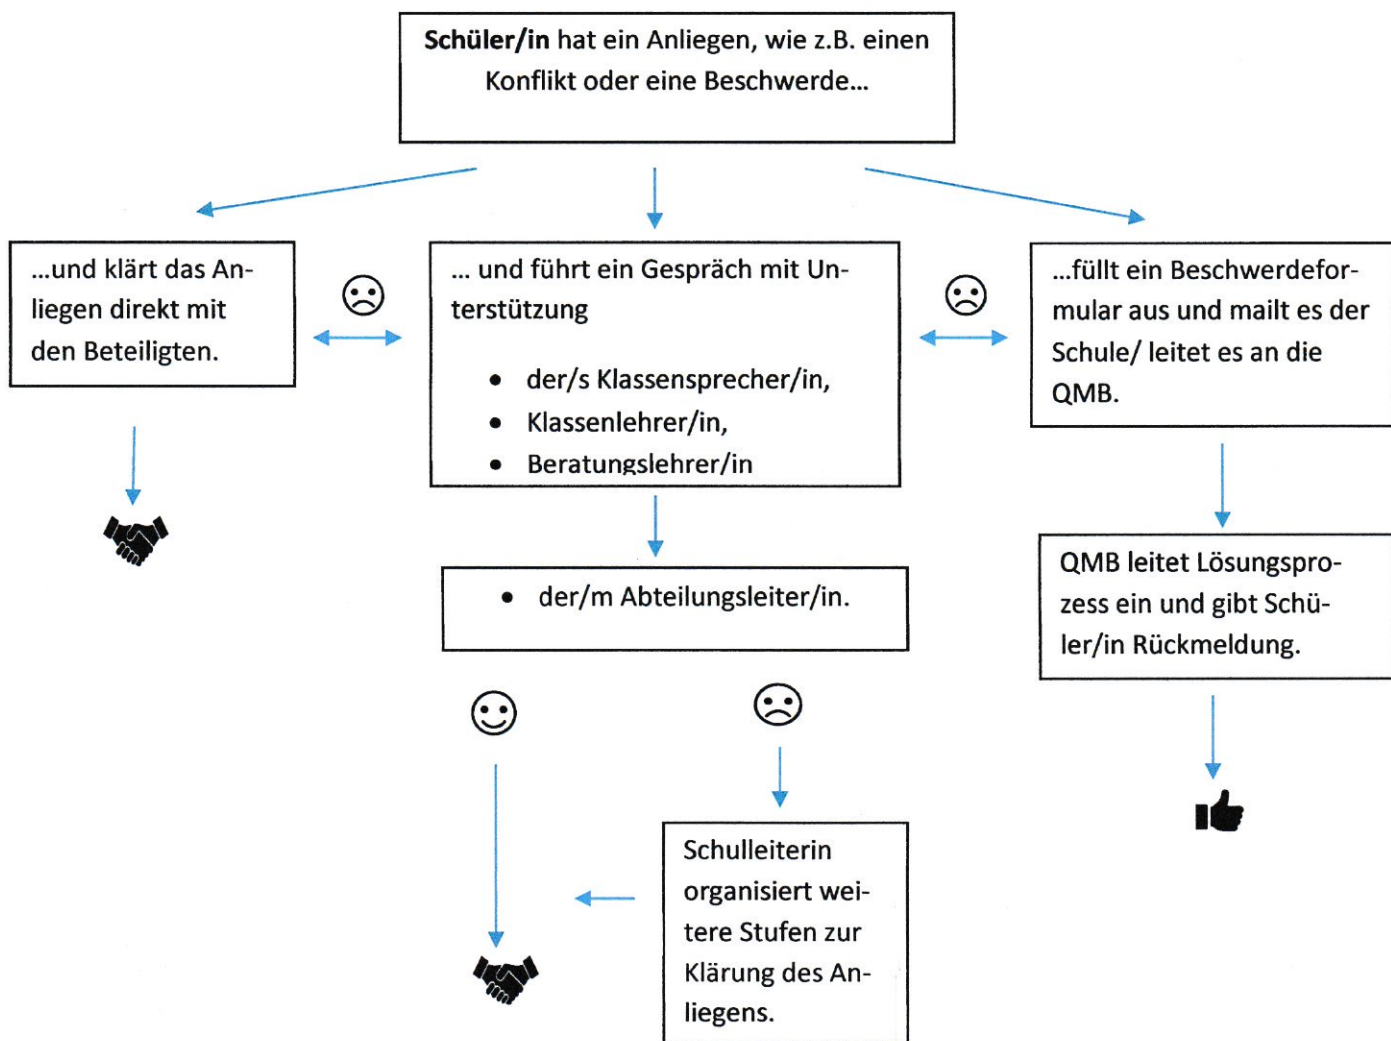 Schüler/in hat ein Anliegen, wie z.B. einen
Konflikt oder eine Beschwerde...
...und klärt das An-
liegen direkt mit
den Beteiligten.
... und führt ein Gespräch mit Un-
terstützung
• der/s Klassensprecher/in,
• Klassenlehrer/in,
• Beratungslehrer/in
...füllt ein Beschwerdefor-
mular aus und mailt es der
Schule/ leitet es an die
QMB.
• der/m Abteilungsleiter/in.
QMB leitet Lösungspro-
zess ein und gibt Schü-
ler/in Rückmeldung.
Schulleiterin
organisiert wei-
tere Stufen zur
Klärung des An-
liegens.